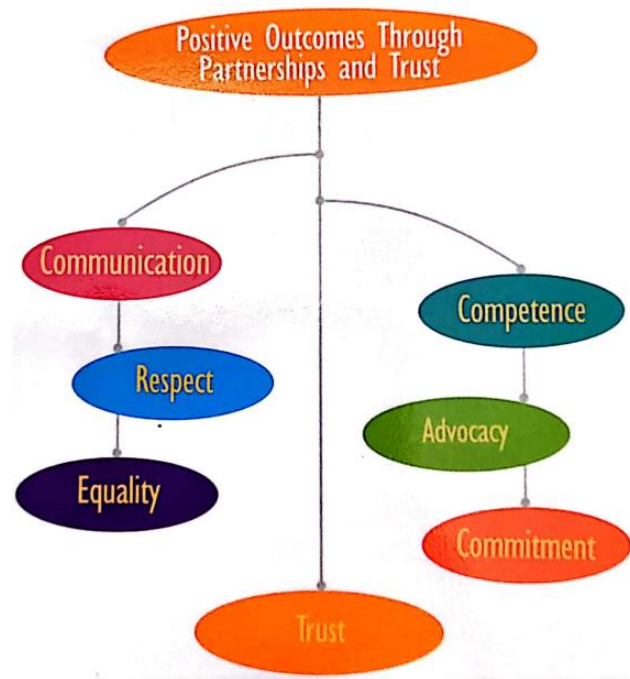 Positive Outcomes Through
Partnerships and Trust
Communication
Respect
Equality
Competence
Advocacy
Commitment
Trust